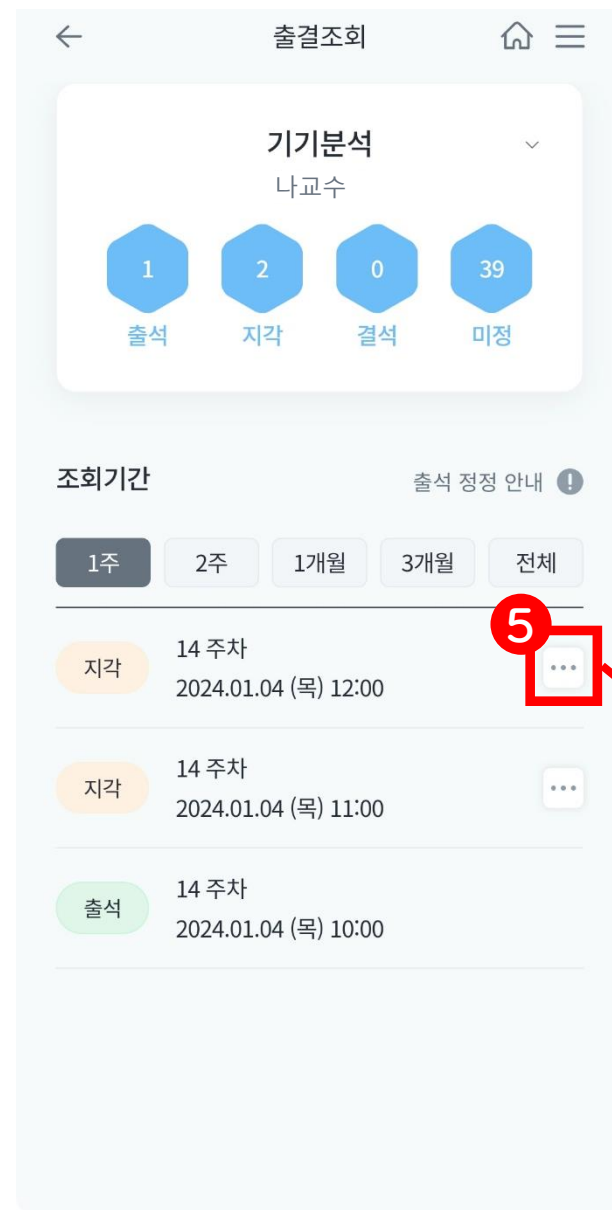 출결조회
기기분석
나교수
1 2 0 39
출석 지각 결석 미정
조회기간 출석 정정 안내 !
1주 2주 1개월 3개월 전체
5
지각 14 주차
2024.01.04 (목) 12:00
지각 14 주차
2024.01.04 (목) 11:00
출석 14 주차
2024.01.04 (목) 10:00